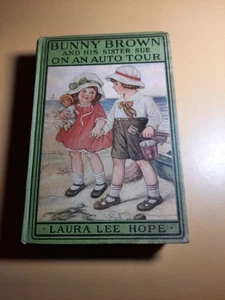 BUNNY BROWN
AND HIS SISTER SUE
ON AN AUTO TOUR
· LAURA LEE HOPE ·